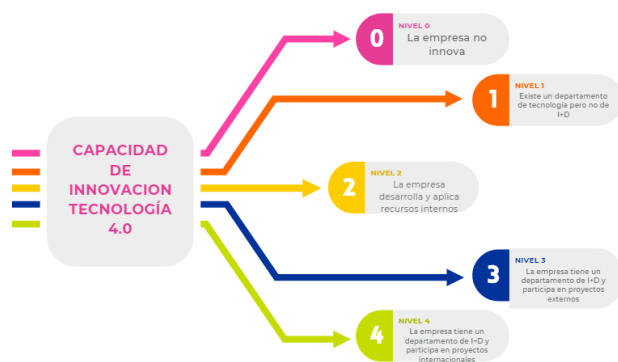 CAPACIDAD
DE
INNOVACION
TECNOLOGÍA
4.0
0
NIVEL 0
La empresa no
innova
1
NIVEL 1
Existe un departamento
de tecnología pero no de
I+D
2
NIVEL 2
La empresa
desarrolla y aplica
recursos internos
3
NIVEL 3
La empresa tiene un
departamento de I+D y
participa en proyectos
externos
4
NIVEL 4
La empresa tiene un
departamento de I+D y
participa en proyectos
internacionales